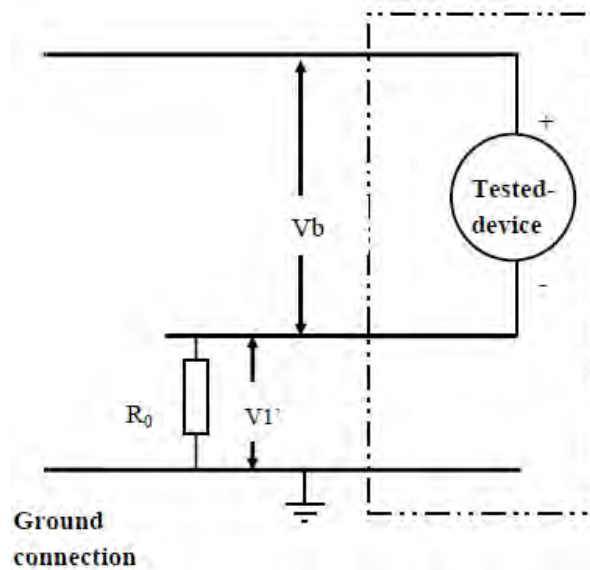 +
Tested-
device
Vb
-
R0
V1`
Ground
connection